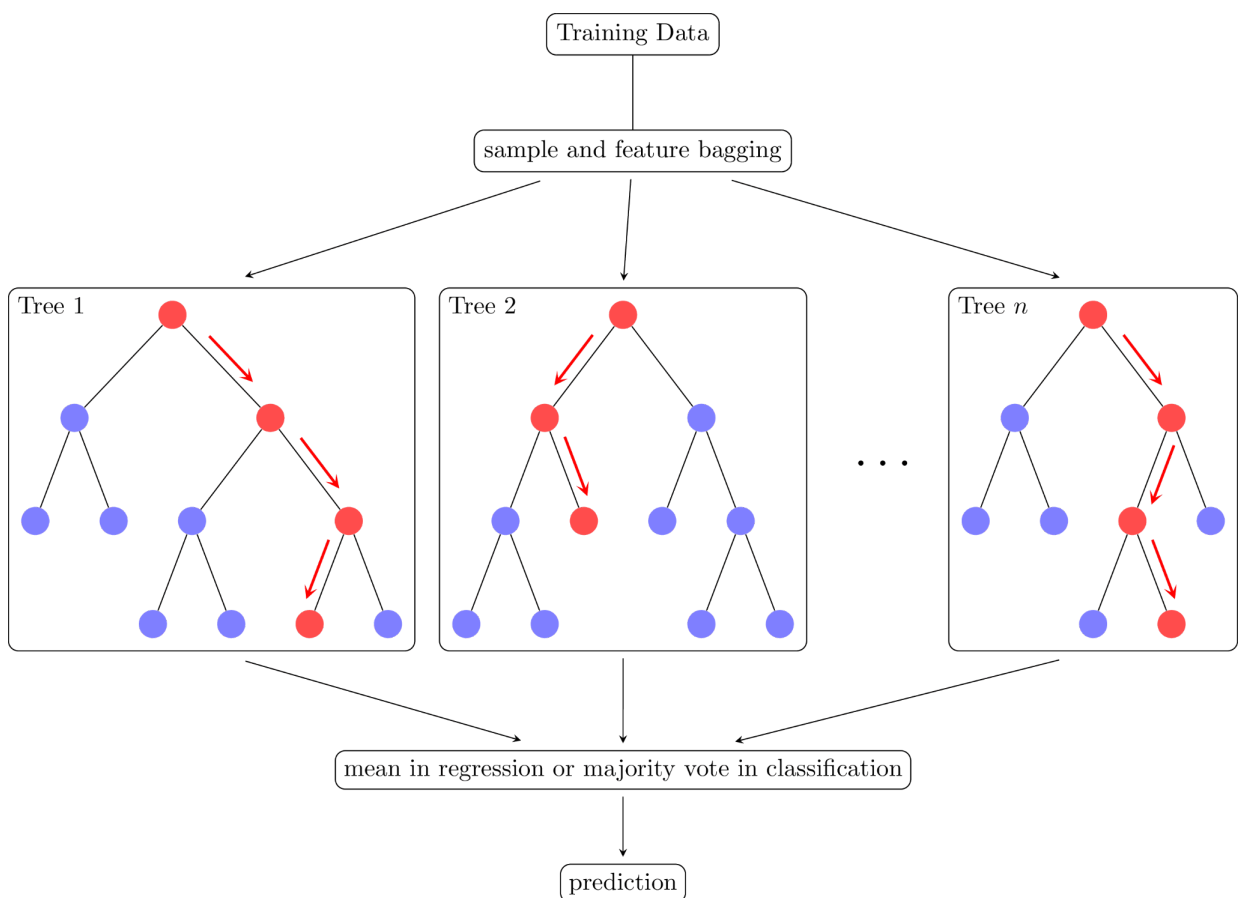 Training Data
sample and feature bagging
Tree 1
Tree 2
Tree n
. . .
mean in regression or majority vote in classification
prediction